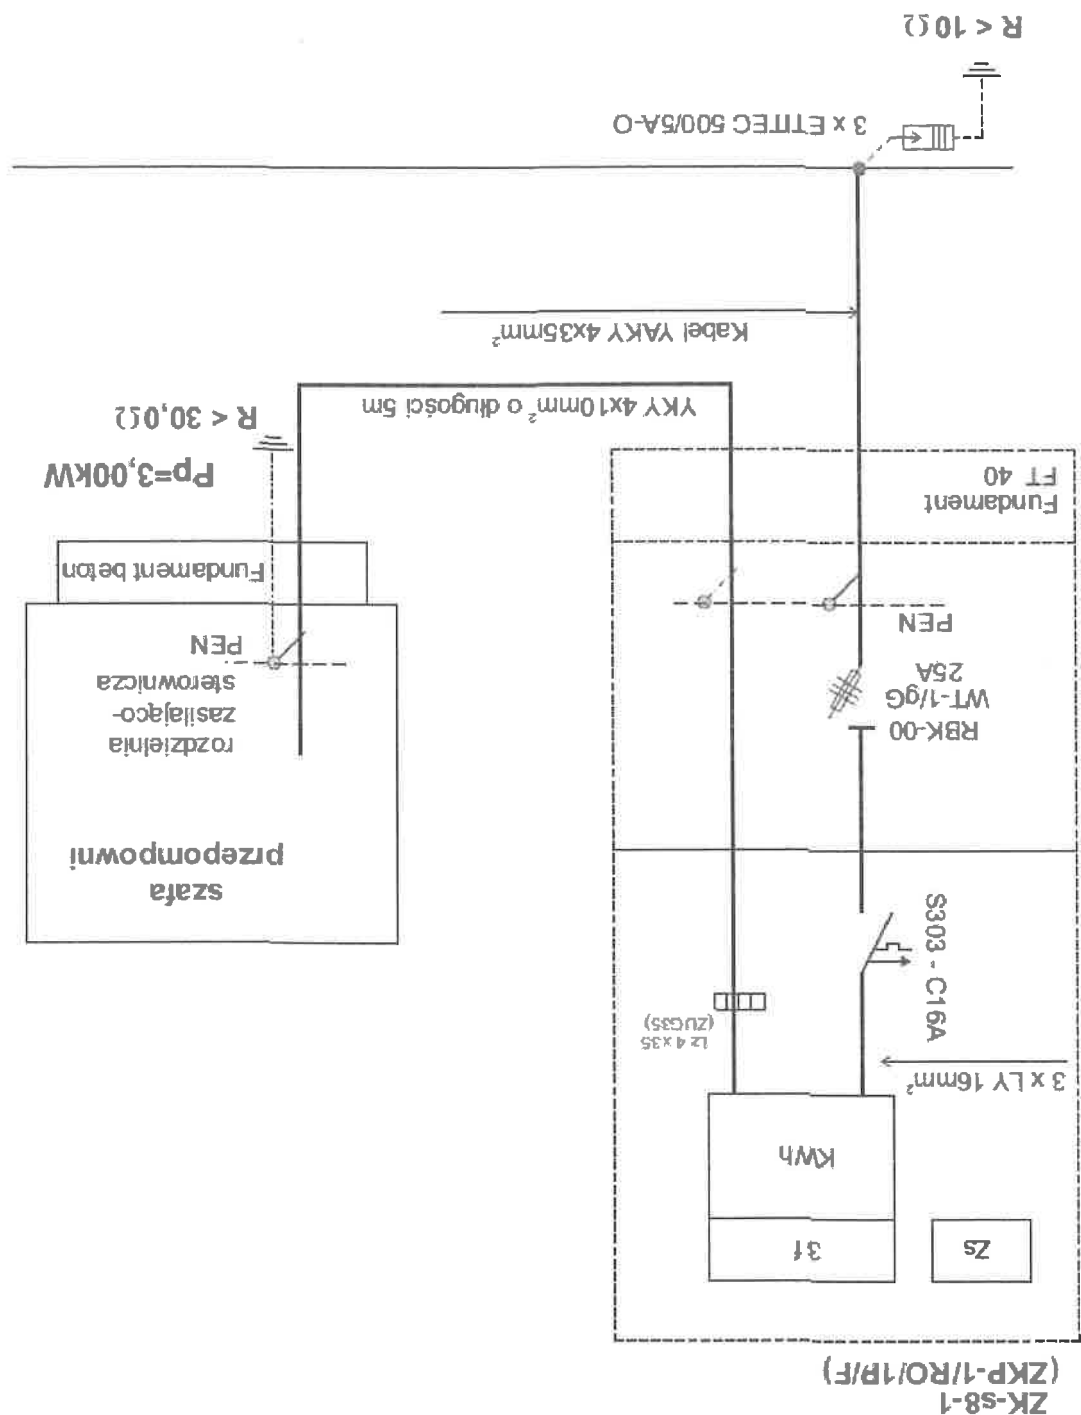 ZK-s8-1
(ZKP-1/RO/1P/F)
Zs
3 f
KWh
3 x LY 16mm²
S303 - C16A
Lz 4 x 35
(ZUG35)
szafa
przepompowni
rozdzielnia
zasilająco-
sterownicza
PEN
Fundament beton
RBK-00
WT-1/gG
25A
PEN
Fundament
FT 40
Pp=3,00kW
R < 30,0Ω
YKY 4x10mm² o długości 5m
Kabel YAKY 4x35mm²
3 x ETITEC 500/5A-O
R < 10Ω